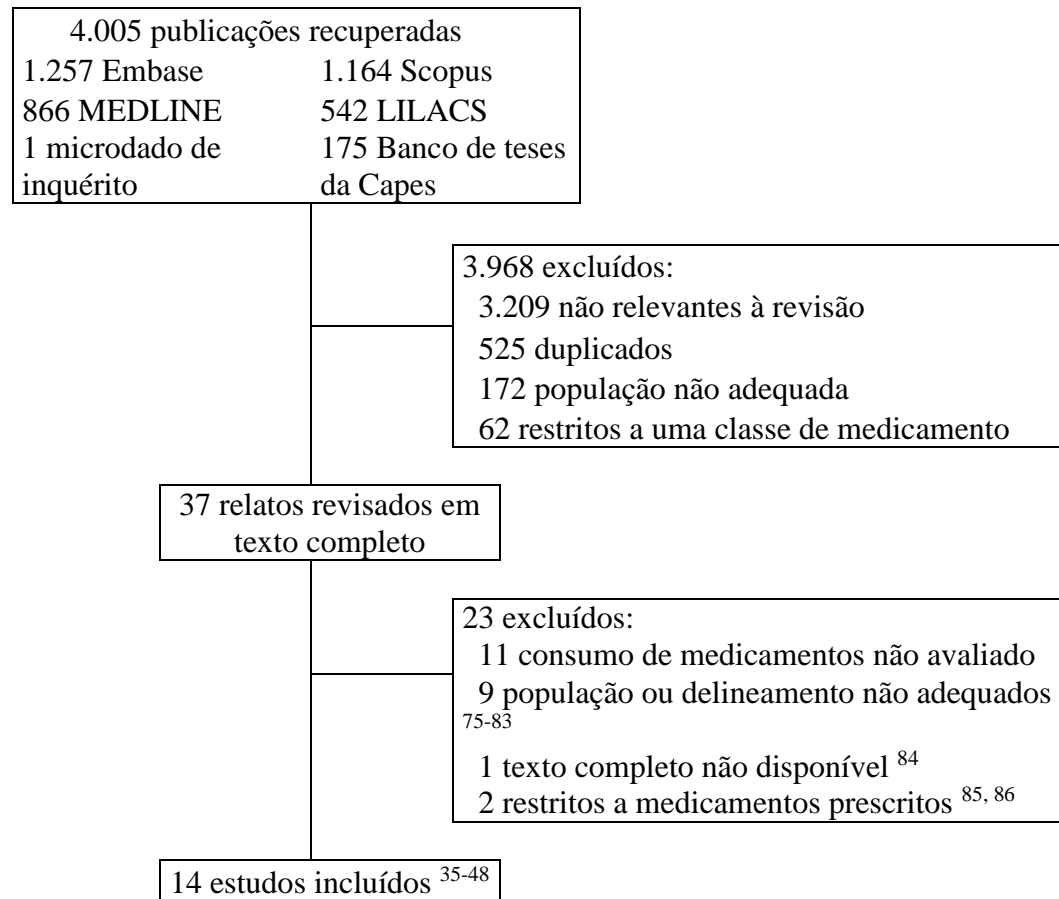 4.005 publicações recuperadas
1.257 Embase 1.164 Scopus
866 MEDLINE 542 LILACS
1 microdado de 175 Banco de teses
inquérito da Capes
3.968 excluídos:
3.209 não relevantes à revisão
525 duplicados
172 população não adequada
62 restritos a uma classe de medicamento
37 relatos revisados em
texto completo
23 excluídos:
11 consumo de medicamentos não avaliado
9 população ou delineamento não adequados
75-83
1 texto completo não disponível 84
2 restritos a medicamentos prescritos 85, 86
14 estudos incluídos 35-48